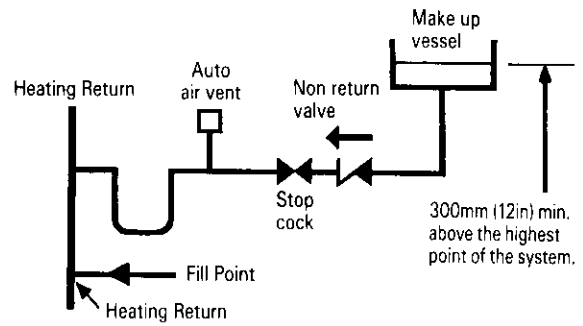 Make up
vessel
Auto
air vent
Heating Return
Non return
valve
Stop
cock
300mm (12in) min.
above the highest
point of the system.
Fill Point
Heating Return